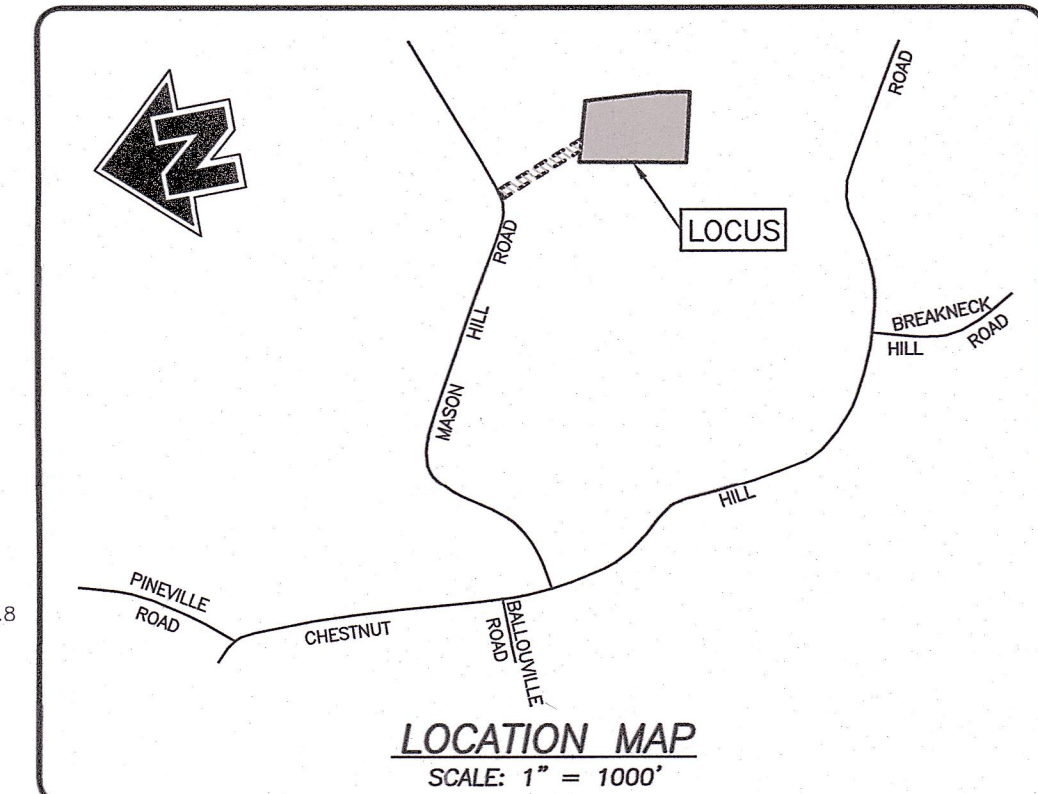 N
ROAD
LOCUS
ROAD
HILL
MASON
BREAKNECK
HILL ROAD
HILL
PINEVILLE
ROAD
CHESTNUT
BALLOUVILLE
ROAD
.8
LOCATION MAP
SCALE: 1" = 1000'